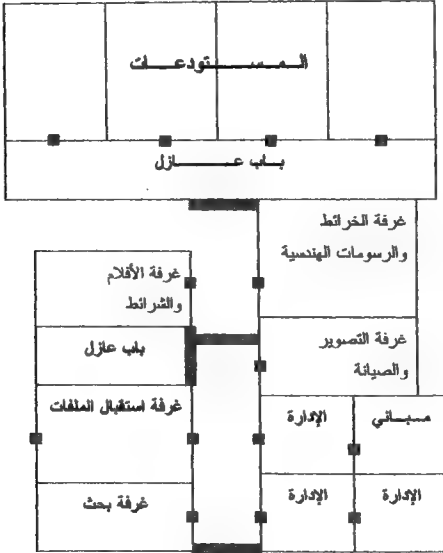 المستودعات
باب عازل
غرفة الخرائط
والرسومات الهندسية
غرفة الأفلام
والشرائط
غرفة التصوير
والصيانة
باب عازل
غرفة استقبال الملفات
الإدارة
مباني
غرفة بحث
الإدارة
الإدارة